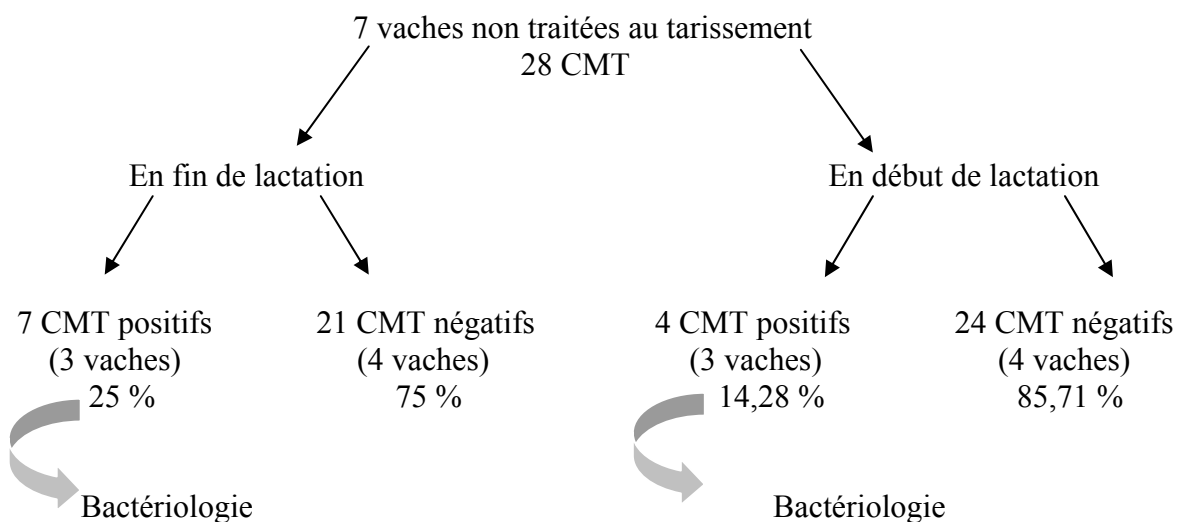 7 vaches non traitées au tarissement
28 CMT
En fin de lactation
En début de lactation
7 CMT positifs
(3 vaches)
25 %
21 CMT négatifs
(4 vaches)
75 %
4 CMT positifs
(3 vaches)
14,28 %
24 CMT négatifs
(4 vaches)
85,71 %
Bactériologie
Bactériologie